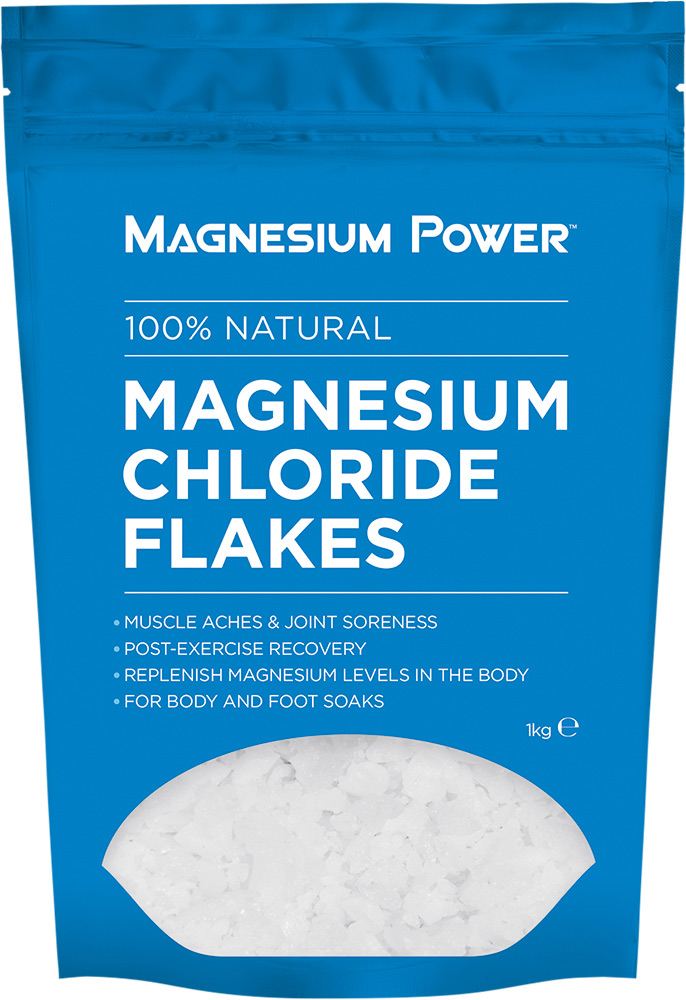 MAGNESIUM POWER™
100% NATURAL
MAGNESIUM
CHLORIDE
FLAKES
• MUSCLE ACHES & JOINT SORENESS
• POST-EXERCISE RECOVERY
• REPLENISH MAGNESIUM LEVELS IN THE BODY
• FOR BODY AND FOOT SOAKS
1kg ℮